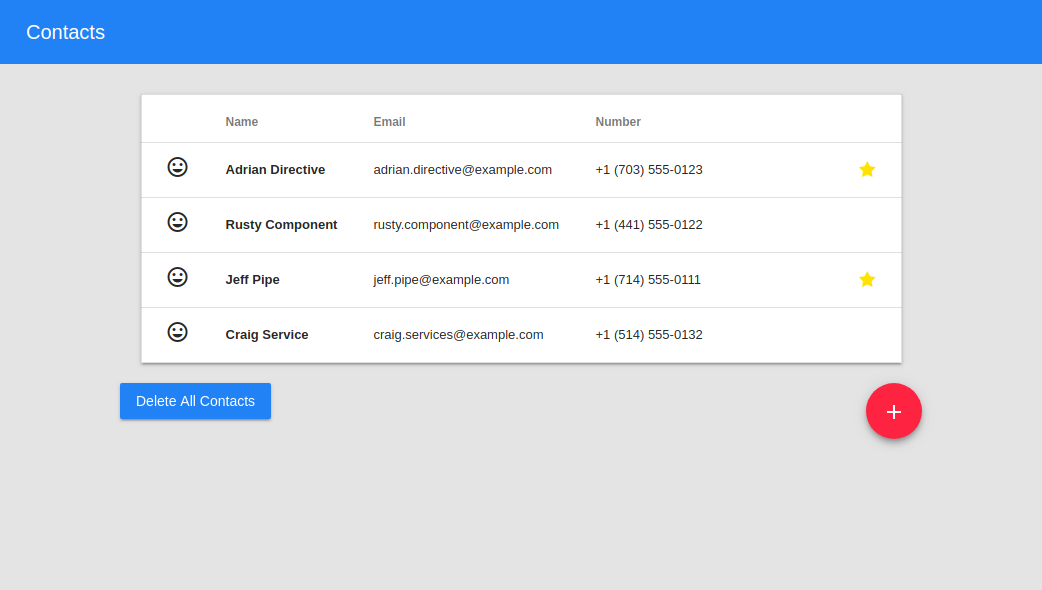 Contacts
Name Email Number
Adrian Directive adrian.directive@example.com +1 (703) 555-0123
Rusty Component rusty.component@example.com +1 (441) 555-0122
Jeff Pipe jeff.pipe@example.com +1 (714) 555-0111
Craig Service craig.services@example.com +1 (514) 555-0132
Delete All Contacts
+